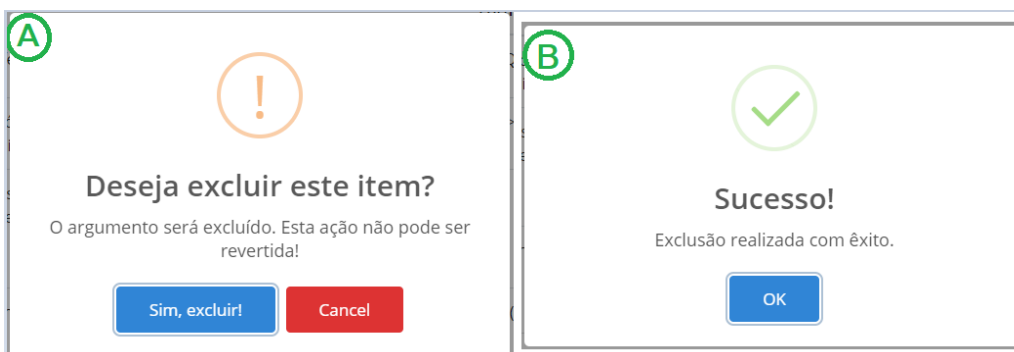 A
Deseja excluir este item?
O argumento será excluído. Esta ação não pode ser
revertida!
Sim, excluir!
Cancel
B
Sucesso!
Exclusão realizada com êxito.
OK